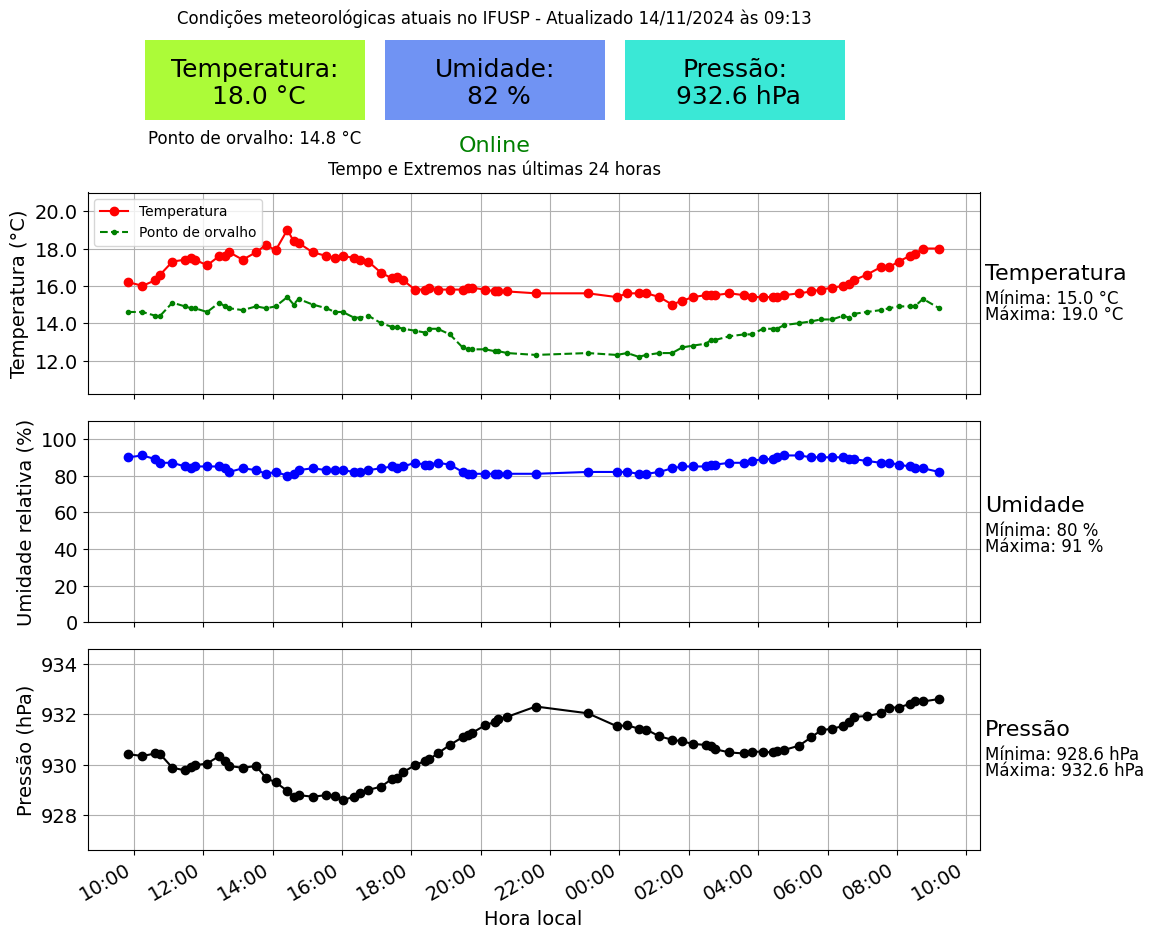 Condições meteorológicas atuais no IFUSP - Atualizado 14/11/2024 às 09:13
Temperatura:
18.0 °C
Umidade:
82 %
Pressão:
932.6 hPa
Ponto de orvalho: 14.8 °C
Online
Tempo e Extremos nas últimas 24 horas
Temperatura (°C)
20.0
18.0
16.0
14.0
12.0
Temperatura
Ponto de orvalho
Temperatura
Mínima: 15.0 °C
Máxima: 19.0 °C
Umidade relativa (%)
100
80
60
40
20
0
Umidade
Mínima: 80 %
Máxima: 91 %
Pressão (hPa)
934
932
930
928
Pressão
Mínima: 928.6 hPa
Máxima: 932.6 hPa
10:00 12:00 14:00 16:00 18:00 20:00 22:00 00:00 02:00 04:00 06:00 08:00 10:00
Hora local